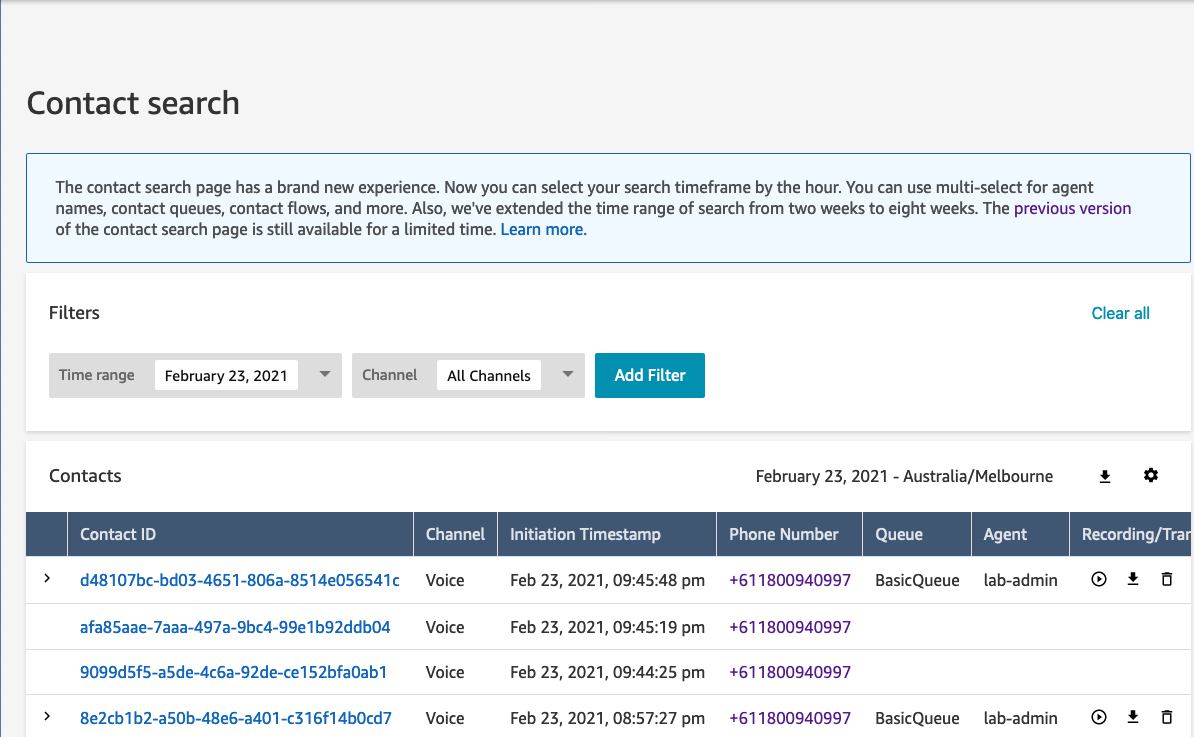 Contact search
The contact search page has a brand new experience. Now you can select your search timeframe by the hour. You can use multi-select for agent
names, contact queues, contact flows, and more. Also, we've extended the time range of search from two weeks to eight weeks. The previous version
of the contact search page is still available for a limited time. Learn more.
Filters Clear all
Time range February 23, 2021 Channel All Channels Add Filter
Contacts February 23, 2021 - Australia/Melbourne
Contact ID Channel Initiation Timestamp Phone Number Queue Agent Recording/Tran
d48107bc-bd03-4651-806a-8514e056541c Voice Feb 23, 2021, 09:45:48 pm +611800940997 BasicQueue lab-admin
afa85aae-7aaa-497a-9bc4-99e1b92ddb04 Voice Feb 23, 2021, 09:45:19 pm +611800940997
9099d5f5-a5de-4c6a-92de-ce152bfa0ab1 Voice Feb 23, 2021, 09:44:25 pm +611800940997
8e2cb1b2-a50b-48e6-a401-c316f14b0cd7 Voice Feb 23, 2021, 08:57:27 pm +611800940997 BasicQueue lab-admin